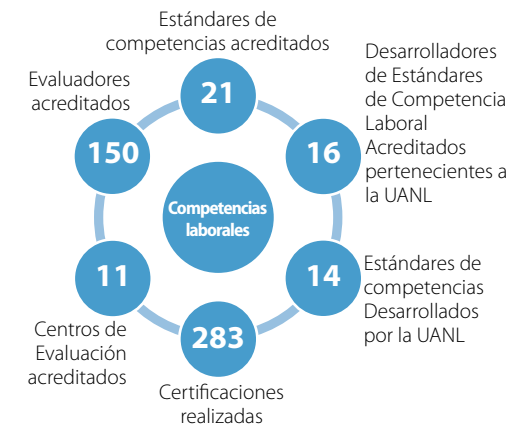 Estándares de
competencias acreditados
21
Desarrolladores
de Estándares
de Competencia
Laboral
Acreditados
pertenecientes a
la UANL
16
Estándares de
competencias
Desarrollados
por la UANL
14
283
Certificaciones
realizadas
11
Centros de
Evaluación
acreditados
Evaluadores
acreditados
150
Competencias
laborales